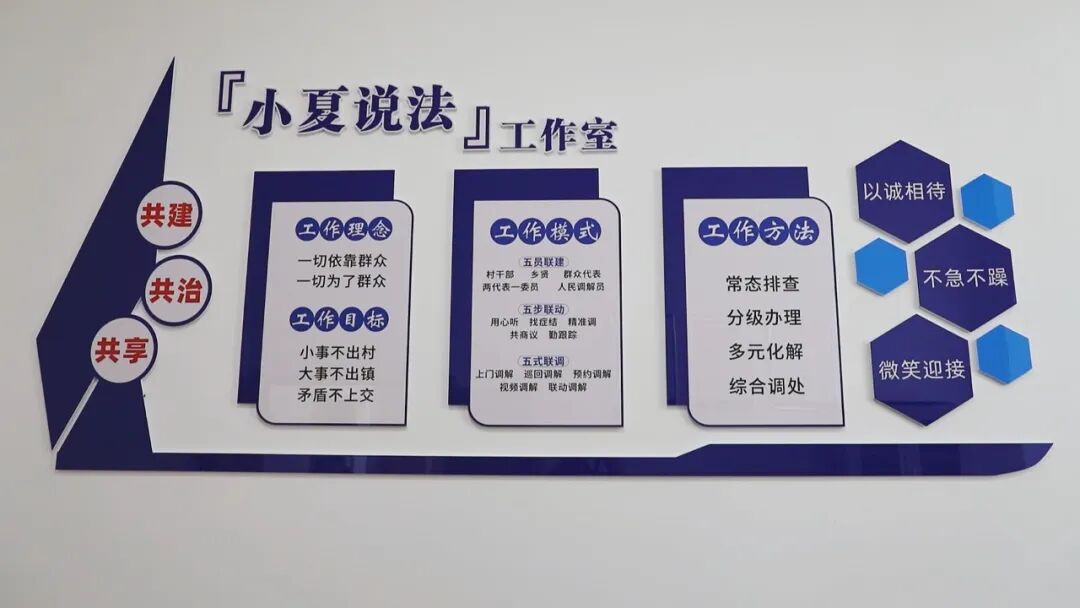 『小夏说法』工作室
共建
共治
共享
工作理念
一切依靠群众
一切为了群众
工作目标
小事不出村
大事不出镇
矛盾不上交
工作模式
五员联建
村干部 乡贤 群众代表
两代表一委员 人民调解员
五步联动
用心听 找症结 精准调
共商议 勤跟踪
五式联调
上门调解 巡回调解 预约调解
视频调解 联动调解
工作方法
常态排查
分级办理
多元化解
综合调处
以诚相待
不急不躁
微笑迎接